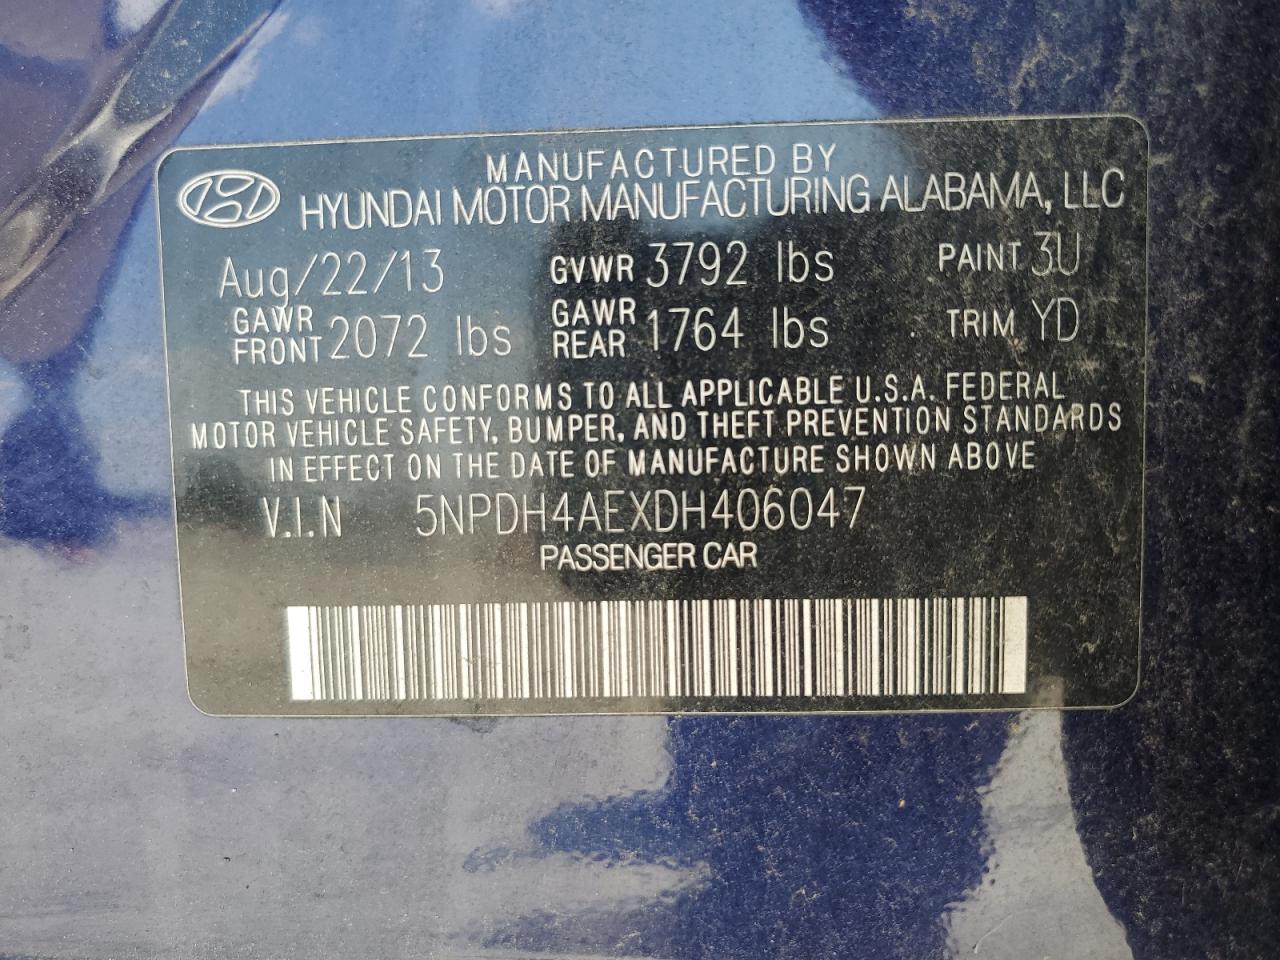 MANUFACTURED BY
HYUNDAI MOTOR MANUFACTURING ALABAMA, LLC
Aug/22/13 GVWR 3792 lbs PAINT 3U
GAWR FRONT 2072 lbs GAWR REAR 1764 lbs TRIM YD
THIS VEHICLE CONFORMS TO ALL APPLICABLE U.S.A. FEDERAL
MOTOR VEHICLE SAFETY, BUMPER, AND THEFT PREVENTION STANDARDS
IN EFFECT ON THE DATE OF MANUFACTURE SHOWN ABOVE
V.I.N 5NPDH4AEXDH406047
PASSENGER CAR